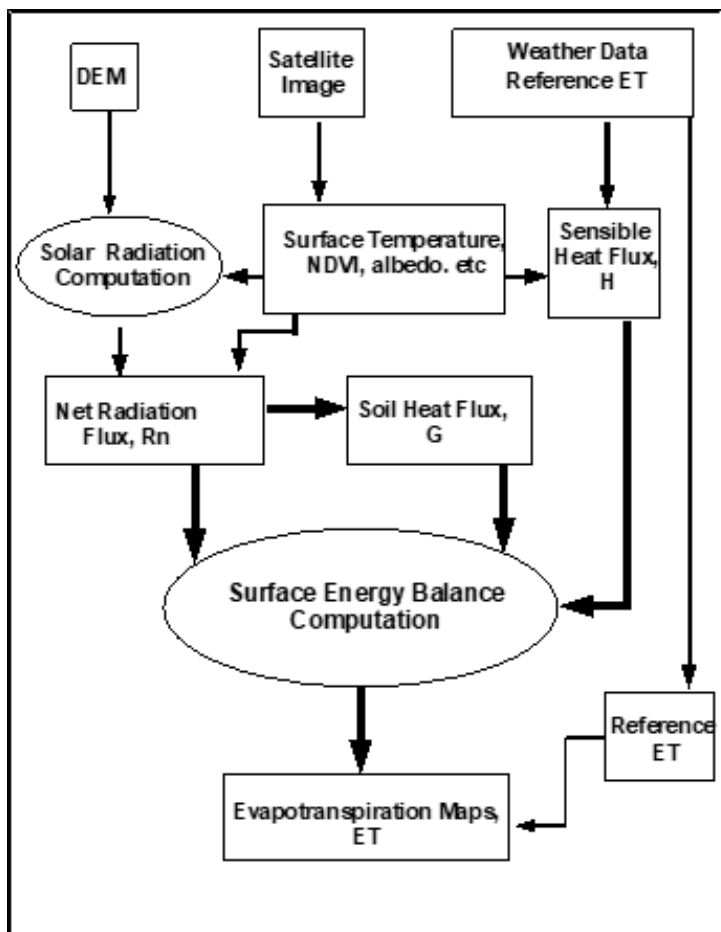 DEM
Satellite
Image
Weather Data
Reference ET
Solar Radiation
Computation
Surface Temperature,
NDVI, albedo. etc
Sensible
Heat Flux,
H
Net Radiation
Flux, Rn
Soil Heat Flux,
G
Surface Energy Balance
Computation
Reference
ET
Evapotranspiration Maps,
ET